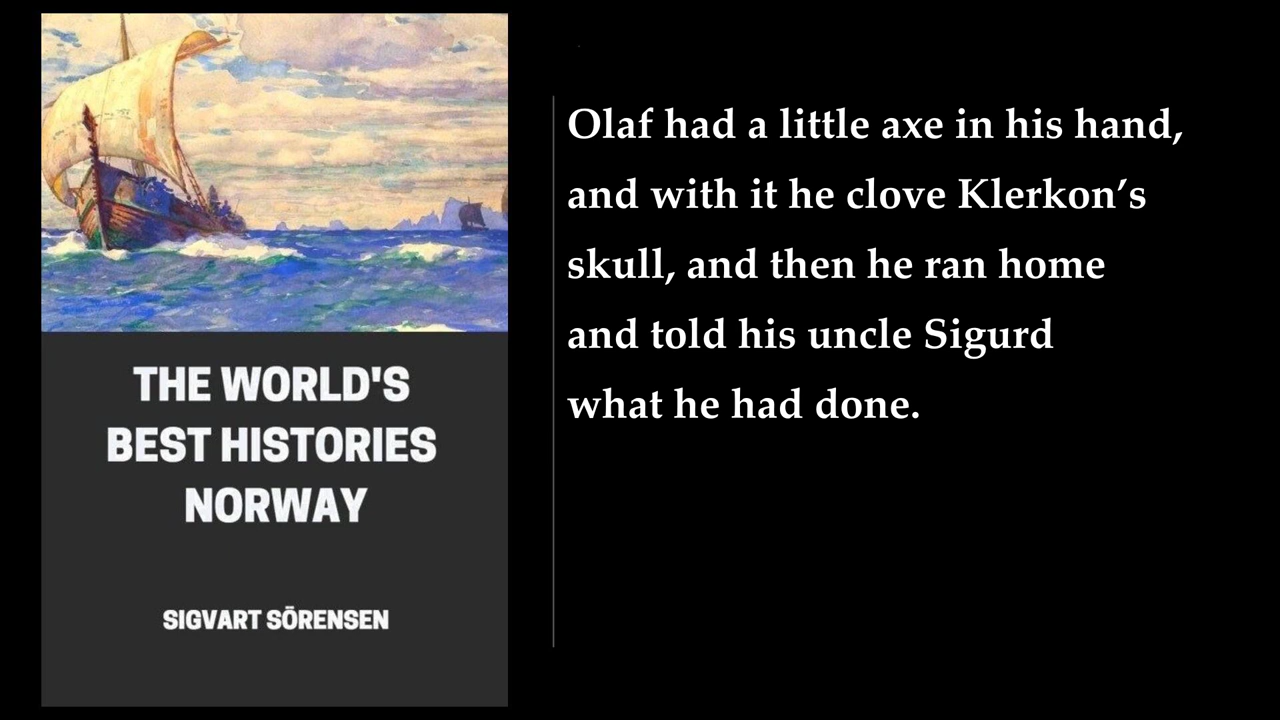 THE WORLD'S
BEST HISTORIES
NORWAY
SIGVART SÖRENSEN
Olaf had a little axe in his hand,
and with it he clove Klerkon’s
skull, and then he ran home
and told his uncle Sigurd
what he had done.